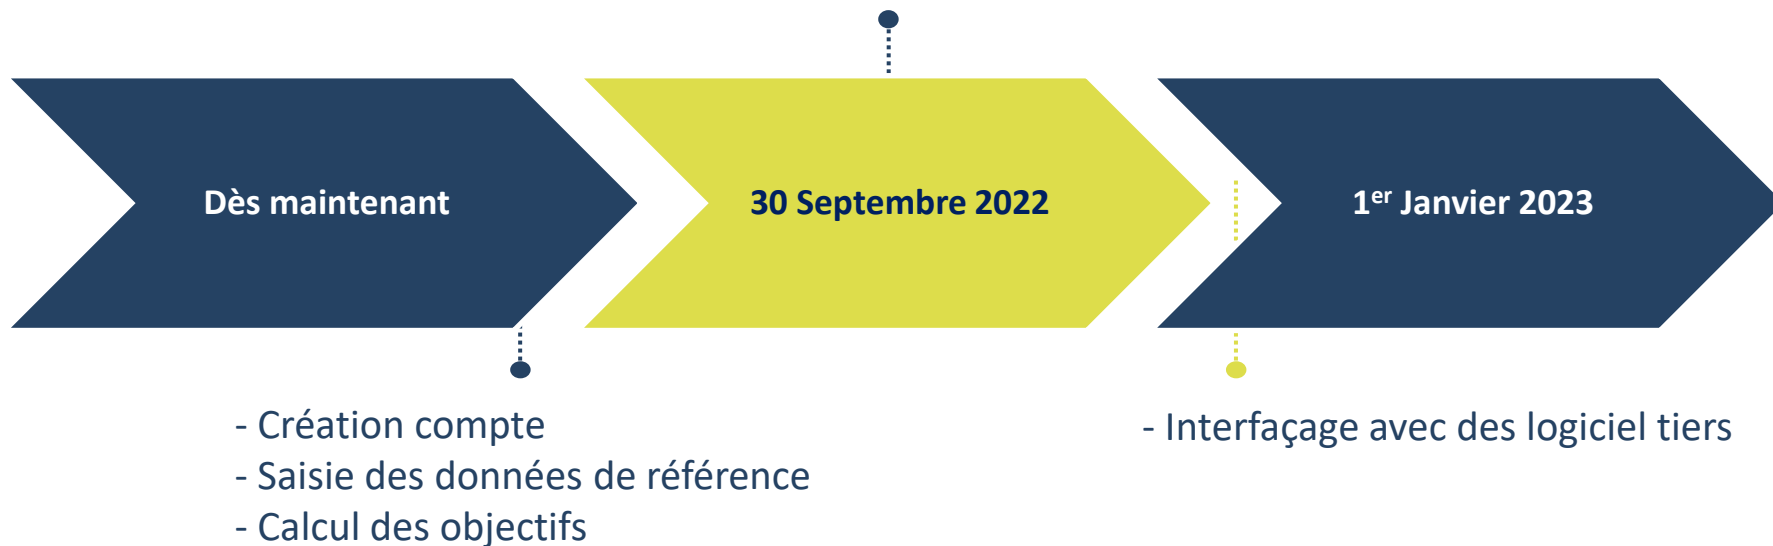 Dès maintenant
30 Septembre 2022
1er Janvier 2023
- Création compte
- Saisie des données de référence
- Calcul des objectifs
- Interfaçage avec des logiciel tiers